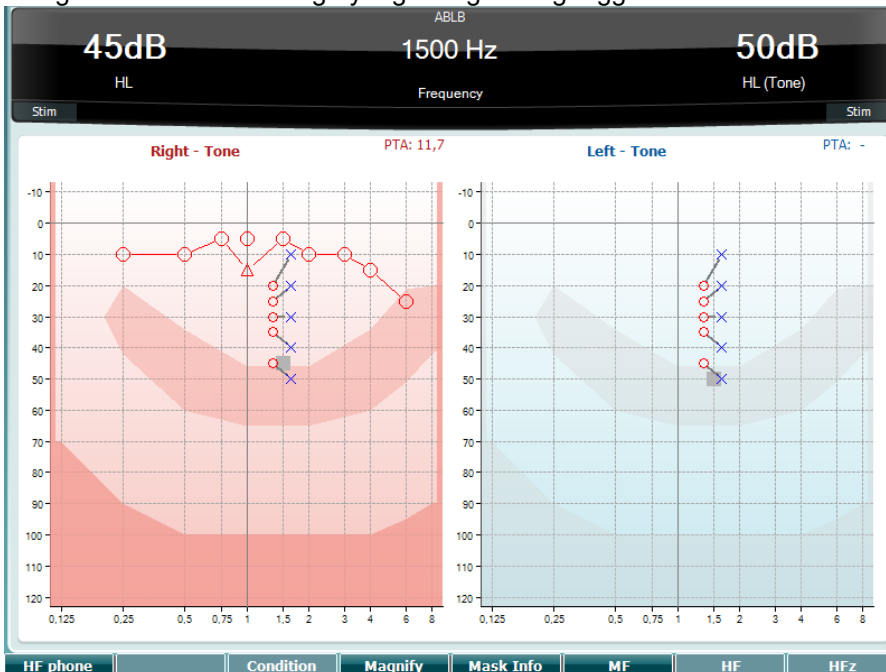 ABLB
45dB 1500 Hz 50dB
HL Frequency HL (Tone)
Stim Stim
Right - Tone PTA: 11,7 Left - Tone PTA: -
-10 -10
0 0
10 10
20 20
30 30
40 40
50 50
60 60
70 70
80 80
90 90
100 100
110 110
120 120
0,125 0,25 0,5 0,75 1 1,5 2 3 4 6 8 0,125 0,25 0,5 0,75 1 1,5 2 3 4 6 8
HF phone Condition Magnify Mask Info MF HF HFz